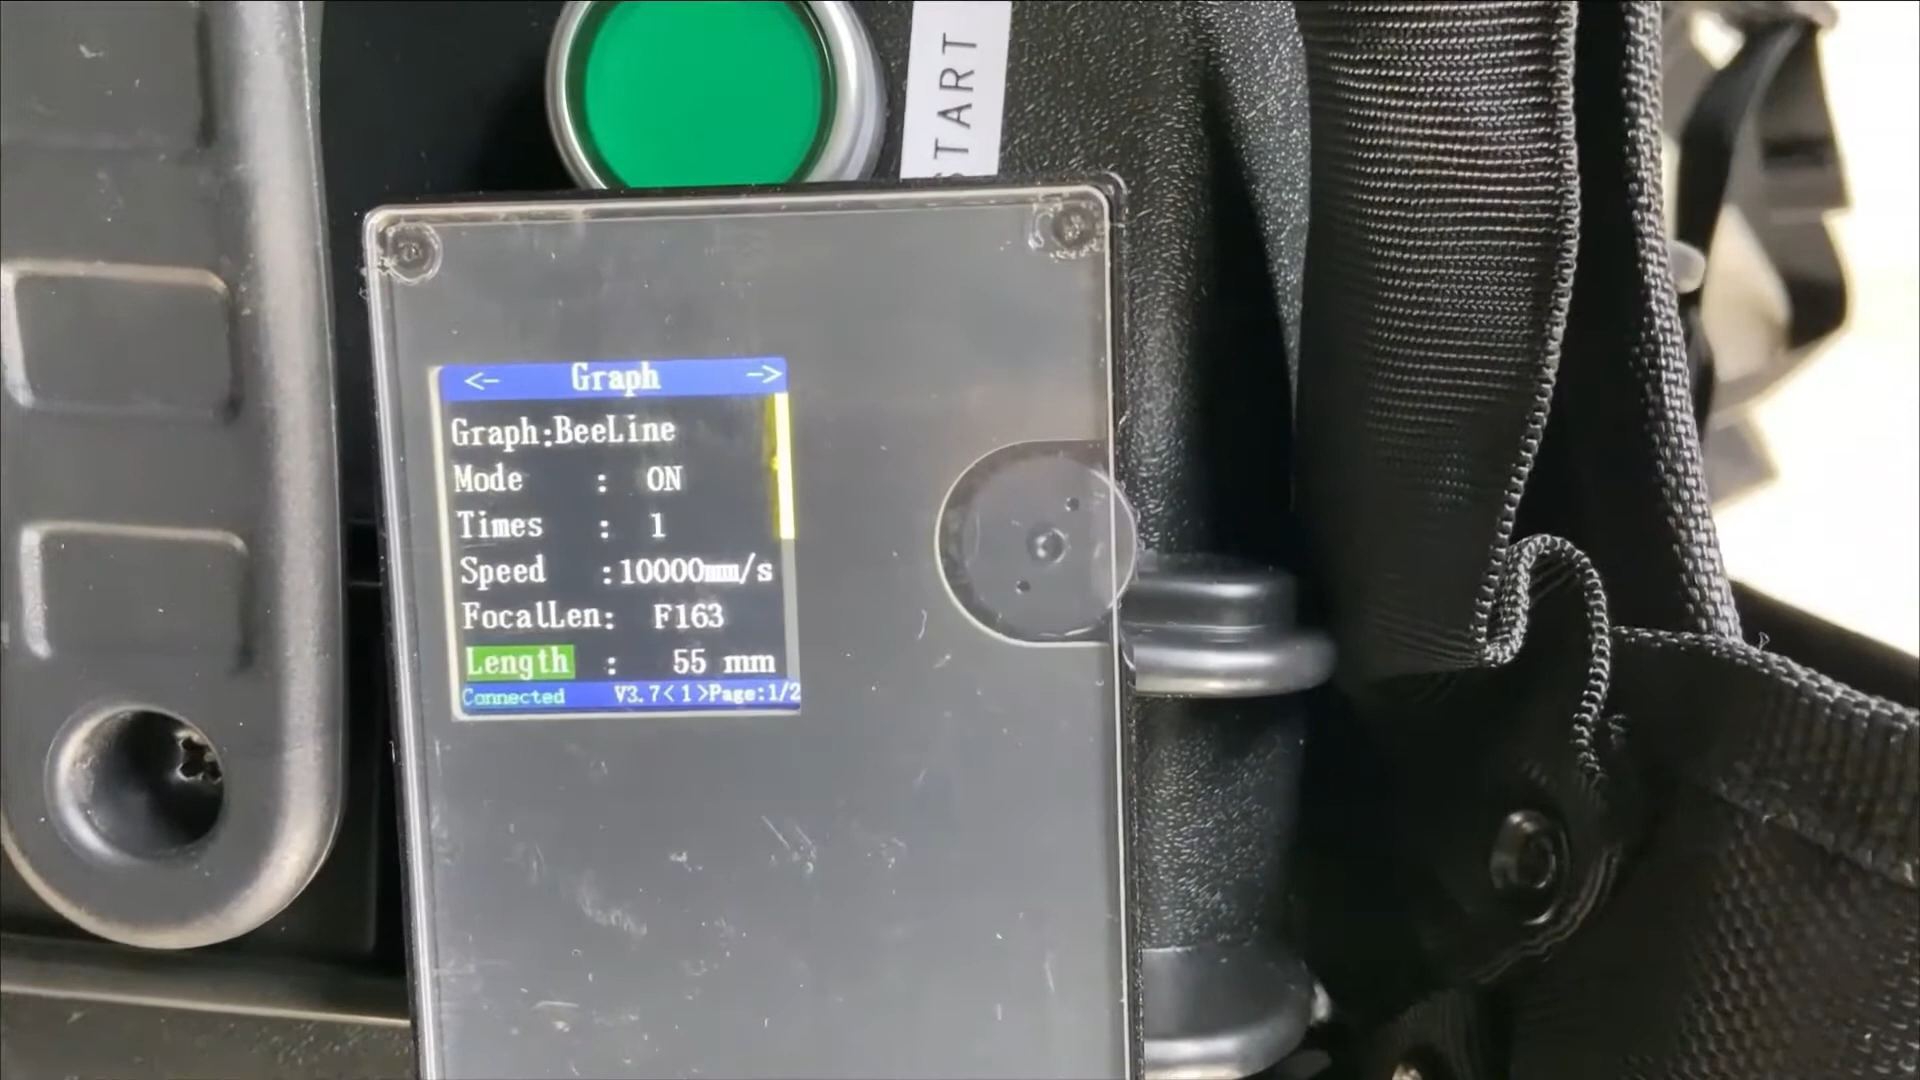 START
<- Graph ->
Graph:BeeLine
Mode : ON
Times : 1
Speed :10000mm/s
FocalLen: F163
Length : 55 mm
Connected V3.7<1>Page:1/2